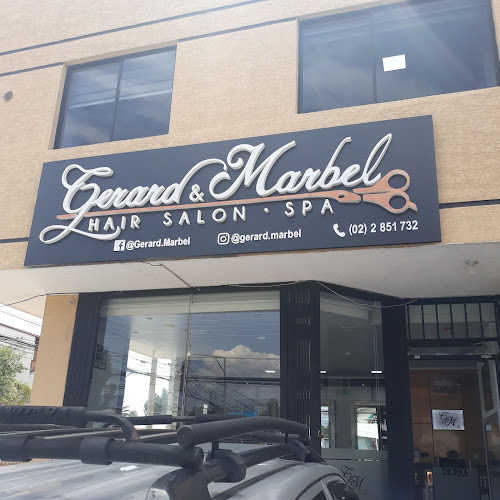 Gerard & Marbel
HAIR SALON · SPA
@Gerard.Marbel
@gerard.marbel
(02) 2 851 732